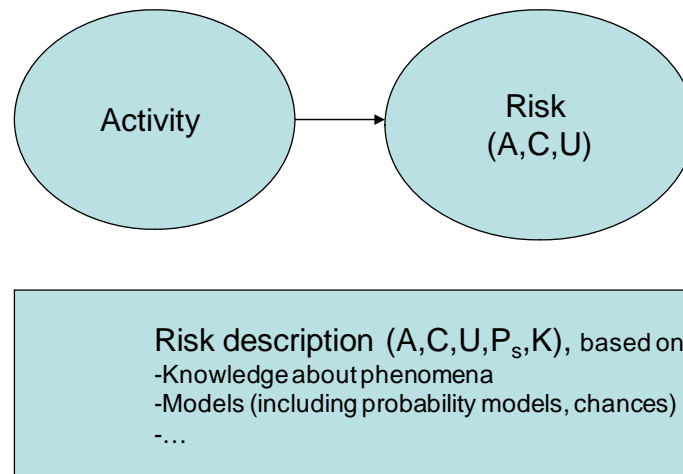 Activity
Risk
(A,C,U)
Risk description (A,C,U,Pₛ,K), based on
-Knowledge about phenomena
-Models (including probability models, chances)
-…